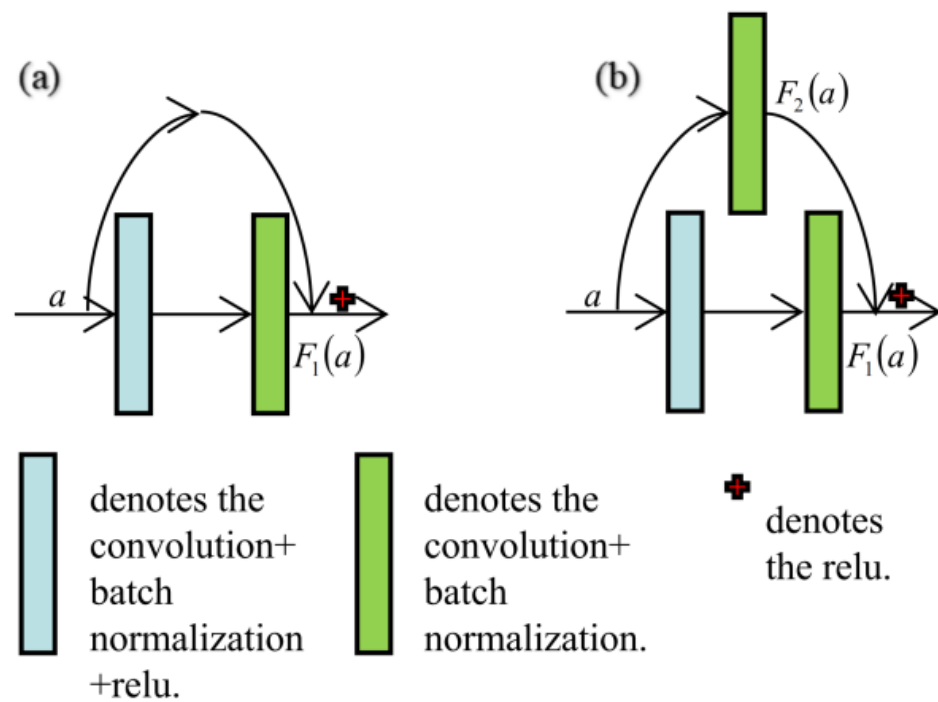 (a)
(b)
F₂(a)
a
a
F₁(a)
F₁(a)
denotes the
convolution+
batch
normalization
+relu.
denotes the
convolution+
batch
normalization.
denotes
the relu.